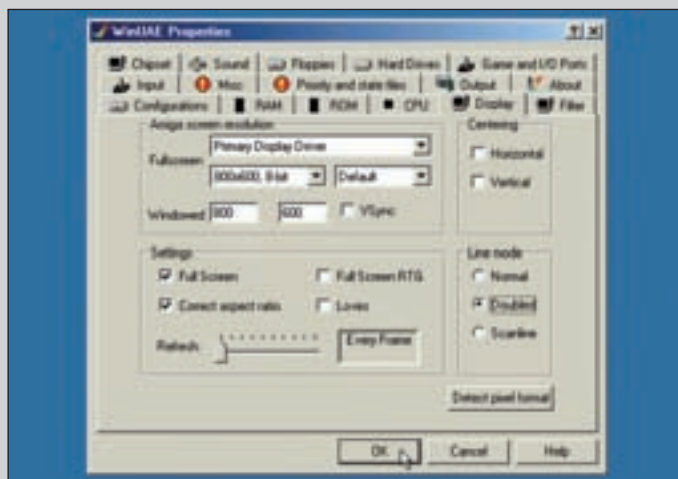 WinUAE Properties
Chipset Sound Floppies Hard Drives Game and I/O Ports
Input Misc Priority and state files Output About
Configurations RAM ROM CPU Display Filter
Amiga screen resolution
Fullscreen:
Primary Display Driver
800x600, 8-bit Default
Windowed: 800 600 VSync
Centering
Horizontal
Vertical
Settings
Full Screen Full Screen RTG
Correct aspect ratio Lores
Refresh: Every Frame
Line mode
Normal
Doubled
Scanline
Detect pixel format
OK Cancel Help